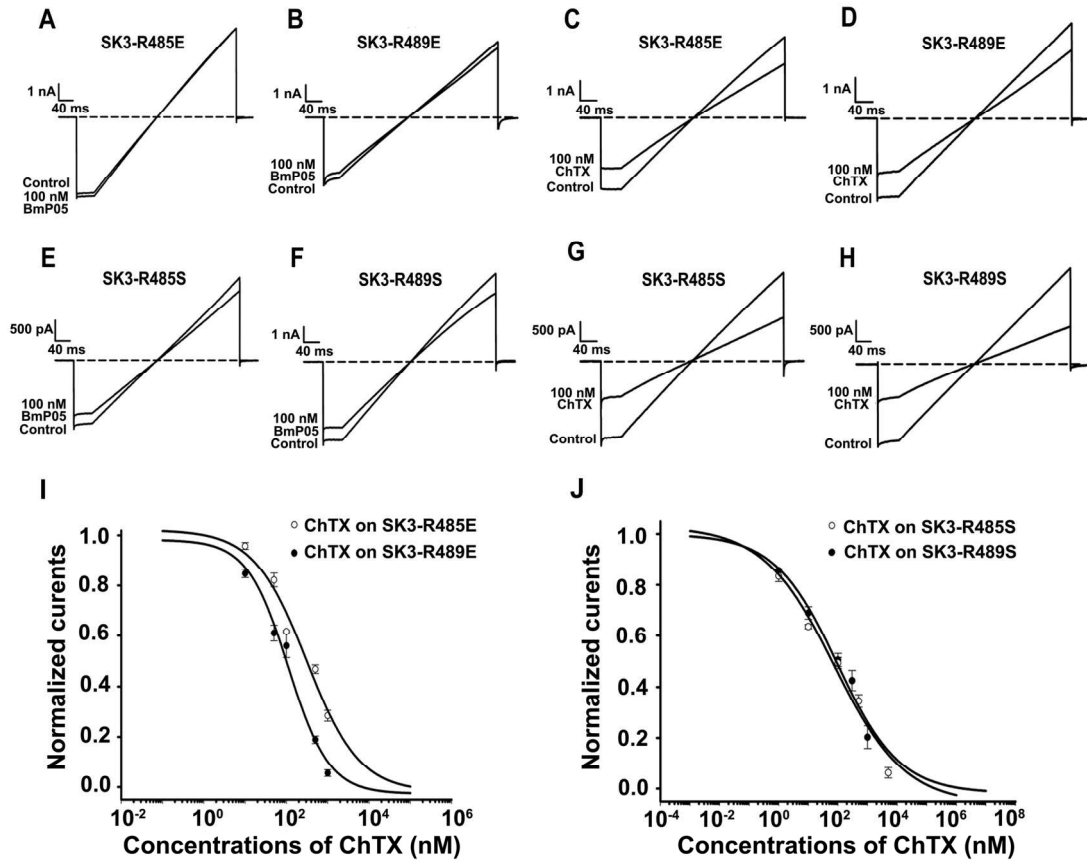 A
SK3-R485E
1 nA
40 ms
Control
100 nM
BmP05
B
SK3-R489E
1 nA
40 ms
100 nM
BmP05
Control
C
SK3-R485E
1 nA
40 ms
100 nM
ChTX
Control
D
SK3-R489E
1 nA
40 ms
100 nM
ChTX
Control
E
SK3-R485S
500 pA
40 ms
100 nM
BmP05
Control
F
SK3-R489S
1 nA
40 ms
100 nM
BmP05
Control
G
SK3-R485S
500 pA
40 ms
100 nM
ChTX
Control
H
SK3-R489S
500 pA
40 ms
100 nM
ChTX
Control
I
ChTX on SK3-R485E
ChTX on SK3-R489E
Normalized curents
1.0
0.8
0.6
0.4
0.2
0.0
10⁻² 10⁰ 10² 10⁴ 10⁶
Concentrations of ChTX (nM)
J
ChTX on SK3-R485S
ChTX on SK3-R489S
Normalized curents
1.0
0.8
0.6
0.4
0.2
0.0
10⁻⁴ 10⁻² 10⁰ 10² 10⁴ 10⁶ 10⁸
Concentrations of ChTX (nM)